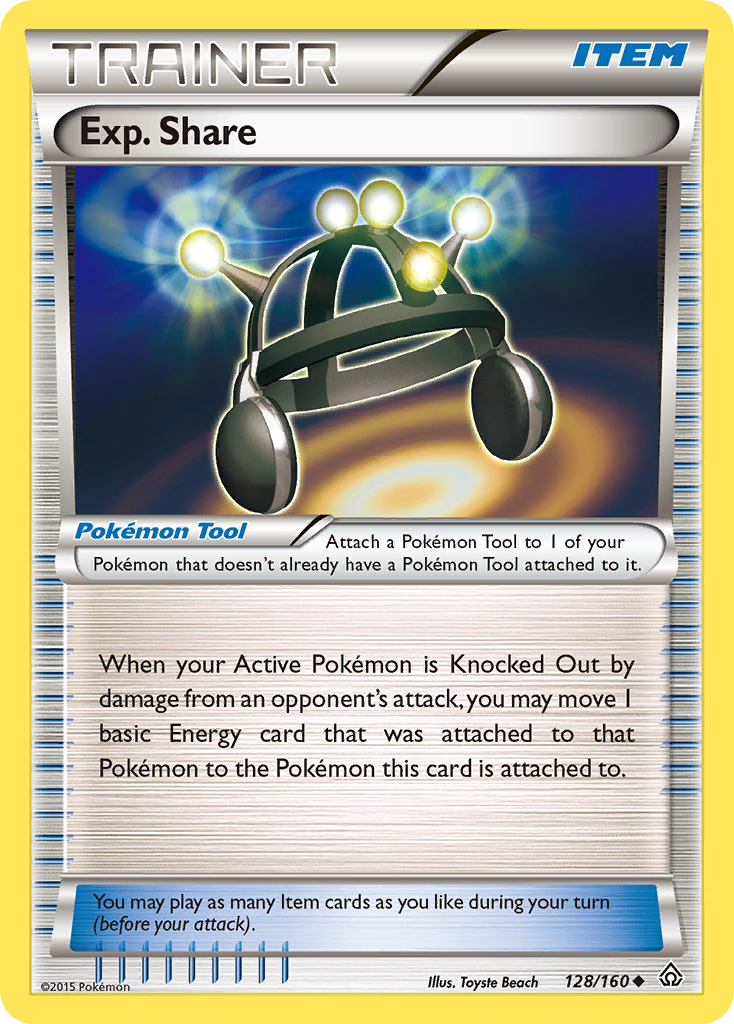 TRAINER
ITEM
Exp. Share
Pokémon Tool
Attach a Pokémon Tool to 1 of your
Pokémon that doesn't already have a Pokémon Tool attached to it.
When your Active Pokémon is Knocked Out by
damage from an opponent's attack, you may move 1
basic Energy card that was attached to that
Pokémon to the Pokémon this card is attached to.
You may play as many Item cards as you like during your turn
(before your attack).
©2015 Pokémon
Illus. Toyste Beach
128/160